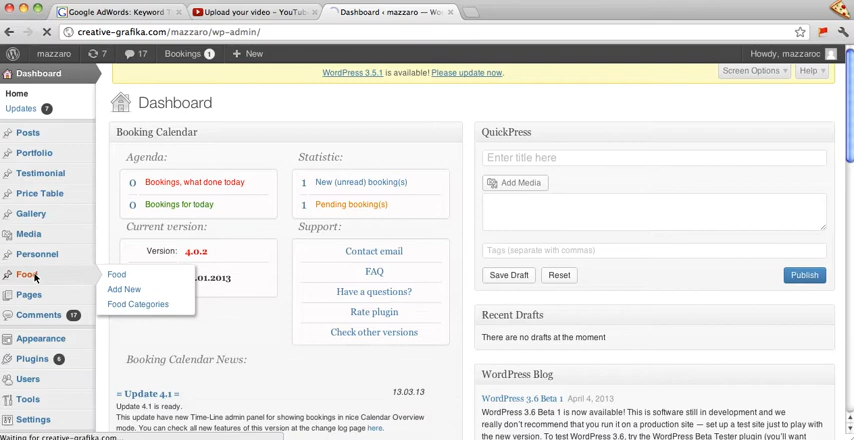 Google AdWords: Keyword T
Upload your video – YouTub
Dashboard ‹ mazzaro — Wo
creative-grafika.com/mazzaro/wp-admin/
mazzaro 7 17 Bookings 1 + New Howdy, mazzaroc
Dashboard
Home
Updates 7
Posts
Portfolio
Testimonial
Price Table
Gallery
Media
Personnel
Food
Pages
Comments 17
Appearance
Plugins 6
Users
Tools
Settings
Food
Add New
Food Categories
Waiting for creative-grafika.com...
WordPress 3.5.1 is available! Please update now.
Screen Options
Help
Dashboard
Booking Calendar
Agenda:
0 Bookings, what done today
0 Bookings for today
Statistic:
1 New (unread) booking(s)
1 Pending booking(s)
Current version:
Version: 4.0.2
.01.2013
Support:
Contact email
FAQ
Have a questions?
Rate plugin
Check other versions
Booking Calendar News:
= Update 4.1 =
13.03.13
Update 4.1 is ready.
This update have new Time-Line admin panel for showing bookings in nice Calendar Overview
mode. You can check all new features of this version at the change log page here.
QuickPress
Enter title here
Add Media
Tags (separate with commas)
Save Draft
Reset
Publish
Recent Drafts
There are no drafts at the moment
WordPress Blog
WordPress 3.6 Beta 1 April 4, 2013
WordPress 3.6 Beta 1 is now available! This is software still in development and we
really don't recommend that you run it on a production site — set up a test site just to play with
the new version. To test WordPress 3.6, try the WordPress Beta Tester plugin (you'll want